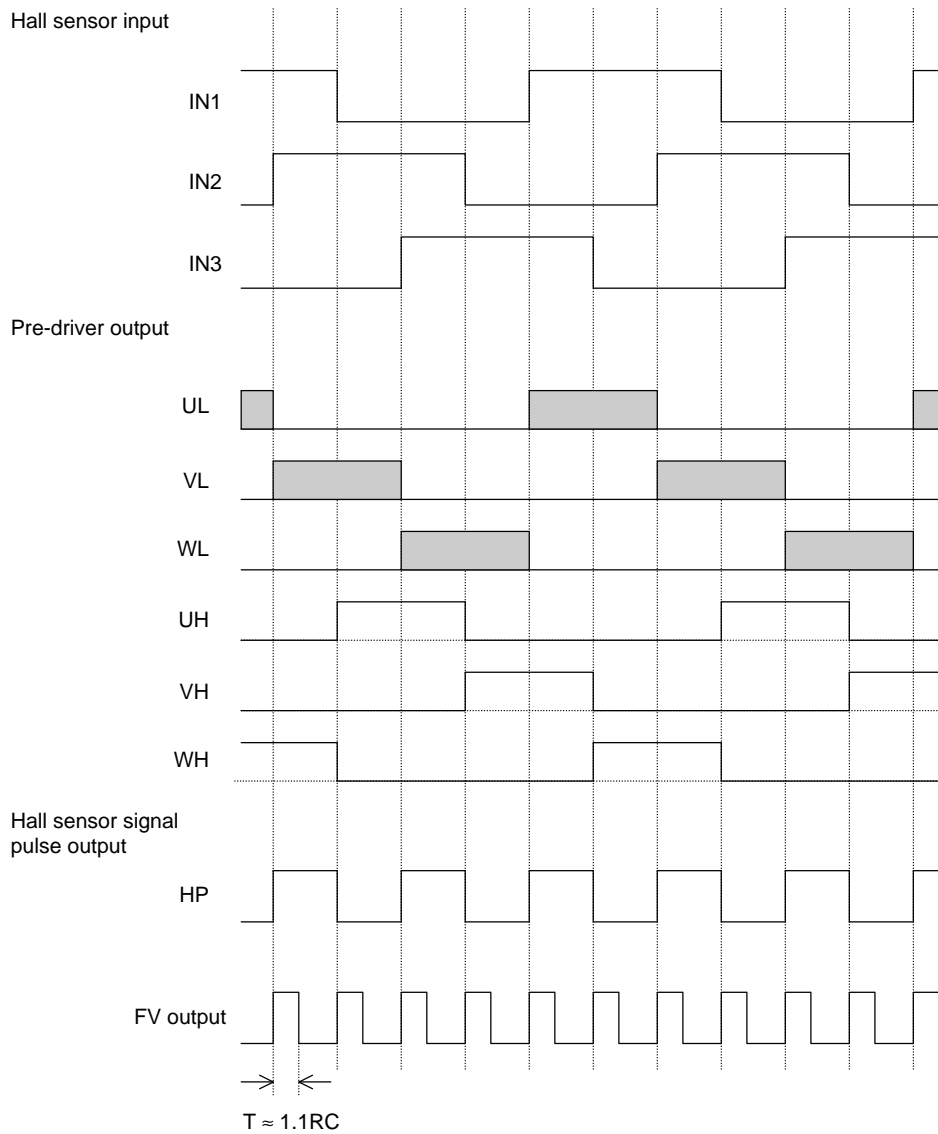 Hall sensor input
IN1
IN2
IN3
Pre-driver output
UL
VL
WL
UH
VH
WH
Hall sensor signal
pulse output
HP
FV output
T ≈ 1.1RC